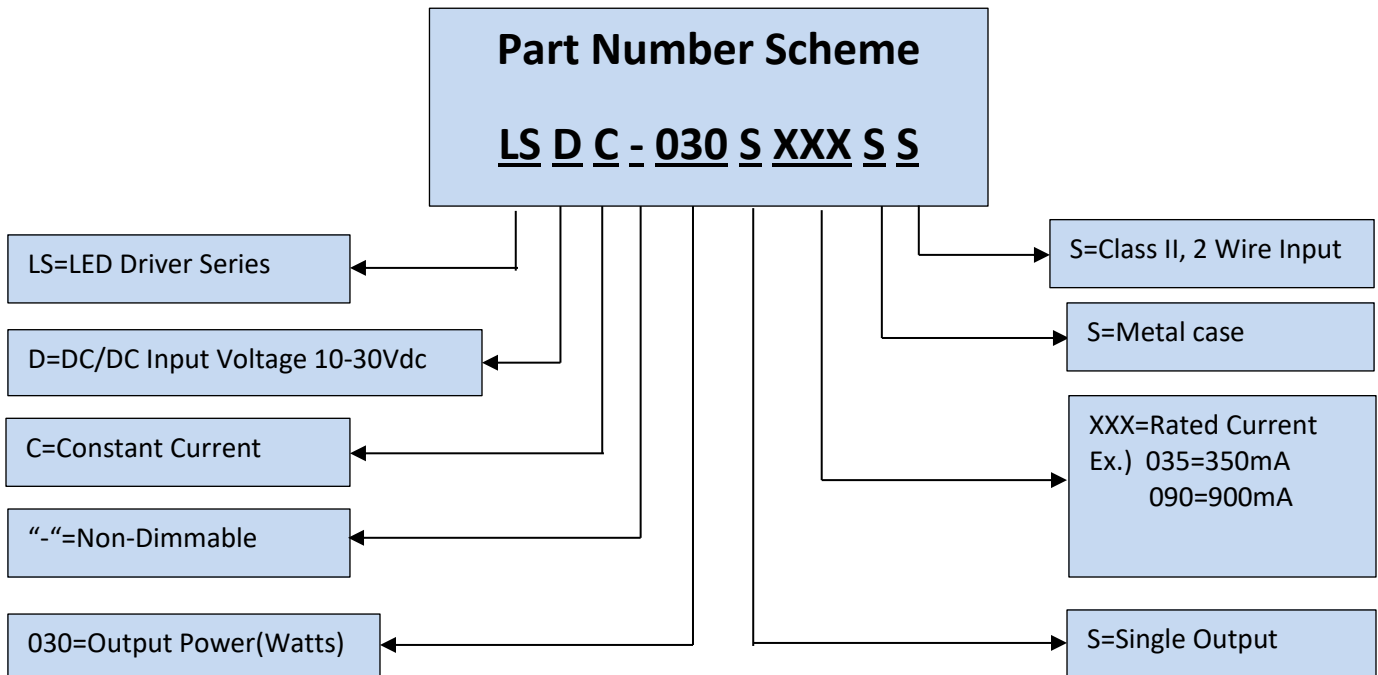 Part Number Scheme
LS D C - 030 S XXX S S
LS=LED Driver Series
D=DC/DC Input Voltage 10-30Vdc
C=Constant Current
“-“=Non-Dimmable
030=Output Power(Watts)
S=Class II, 2 Wire Input
S=Metal case
XXX=Rated Current
Ex.) 035=350mA
090=900mA
S=Single Output